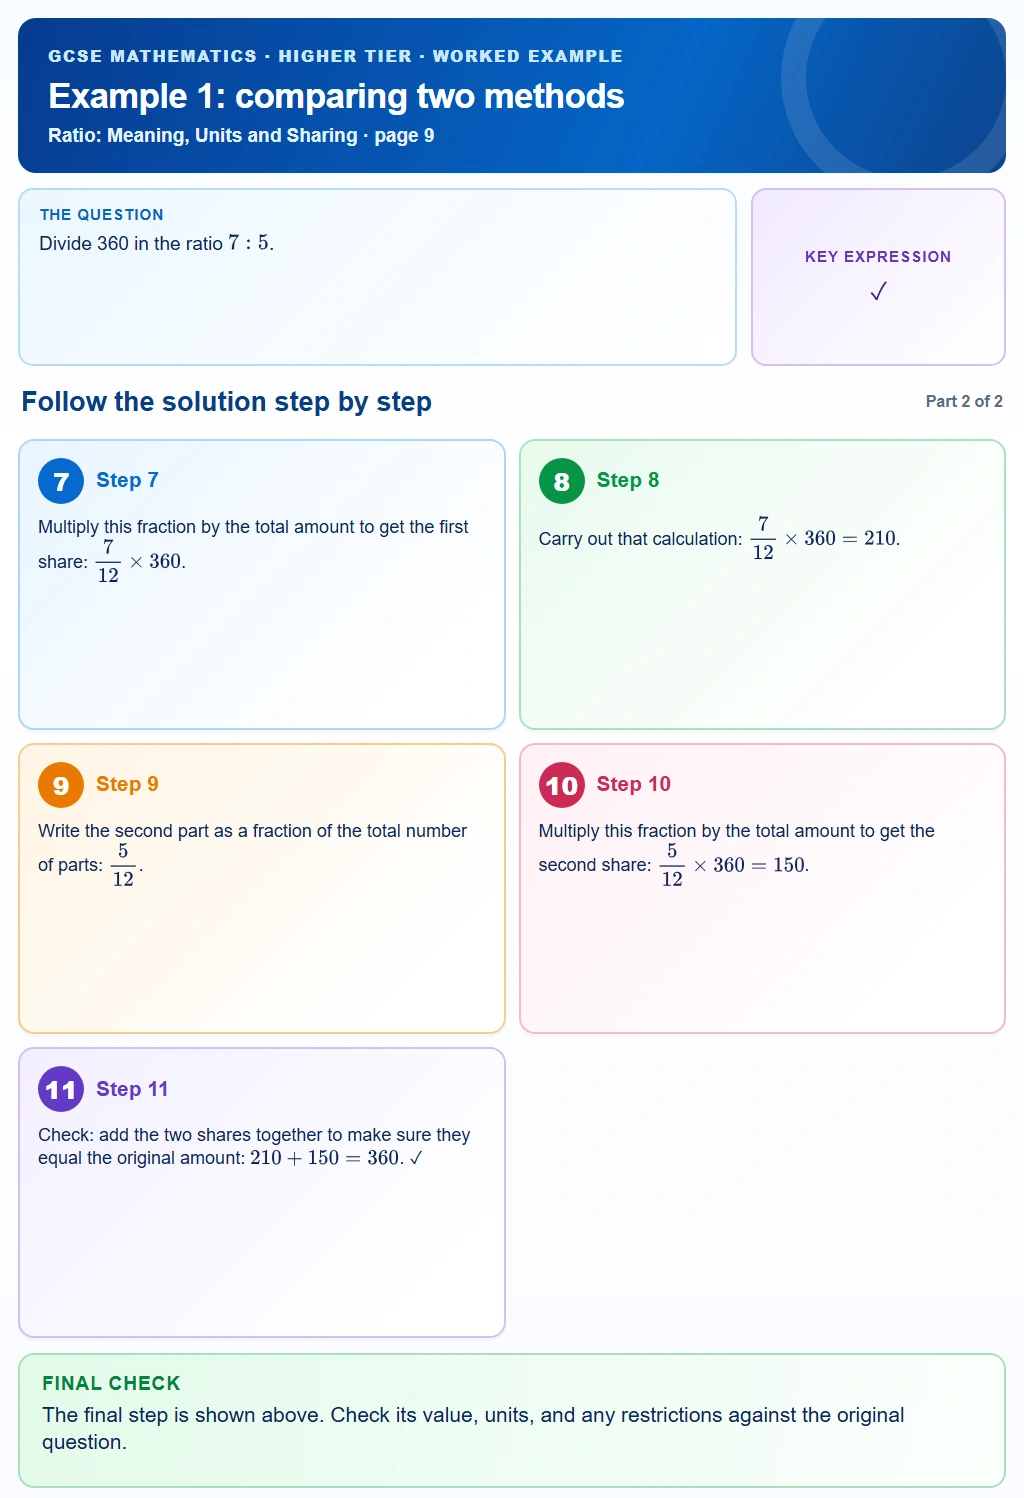 GCSE MATHEMATICS · HIGHER TIER · WORKED EXAMPLE
Example 1: comparing two methods
Ratio: Meaning, Units and Sharing · page 9
THE QUESTION
Divide 360 in the ratio 7 : 5.
KEY EXPRESSION
✓
Follow the solution step by step
Part 2 of 2
7 Step 7
Multiply this fraction by the total amount to get the first
share: 7/12 × 360.
8 Step 8
Carry out that calculation: 7/12 × 360 = 210.
9 Step 9
Write the second part as a fraction of the total number
of parts: 5/12.
10 Step 10
Multiply this fraction by the total amount to get the
second share: 5/12 × 360 = 150.
11 Step 11
Check: add the two shares together to make sure they
equal the original amount: 210 + 150 = 360. ✓
FINAL CHECK
The final step is shown above. Check its value, units, and any restrictions against the original
question.